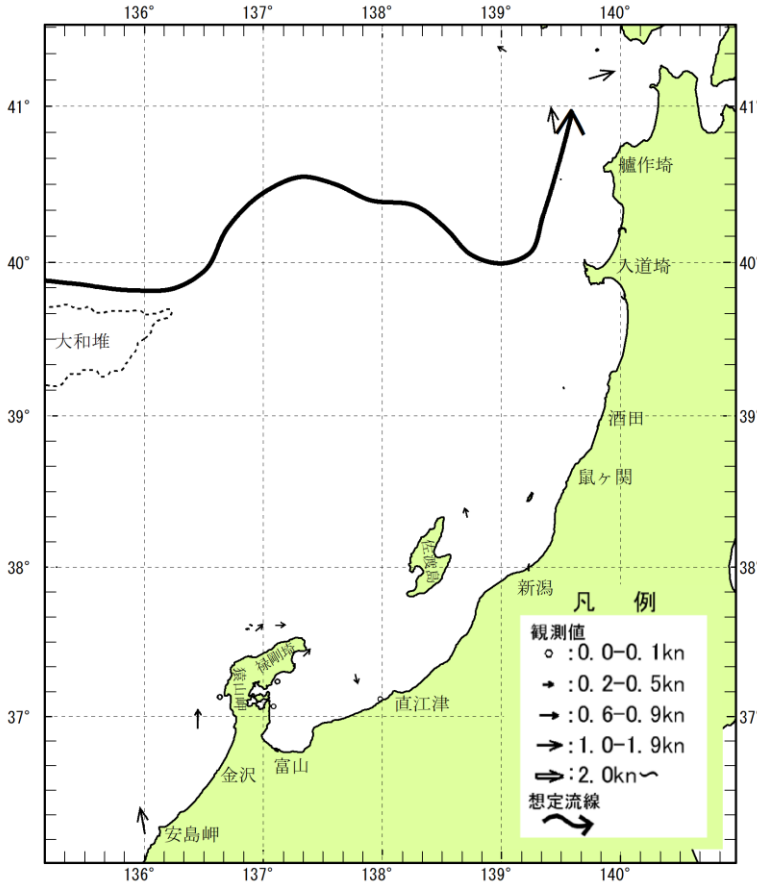 136° 137° 138° 139° 140°
41° 41°
艫作埼
40° 40°
入道埼
大和堆
39° 39°
酒田
鼠ヶ関
佐渡島
38° 38°
新潟
禄剛埼
猿山岬
37° 37°
直江津
富山
金沢
安島岬
136° 137° 138° 139° 140°
凡 例
観測値
:0.0-0.1kn
:0.2-0.5kn
:0.6-0.9kn
:1.0-1.9kn
:2.0kn~
想定流線